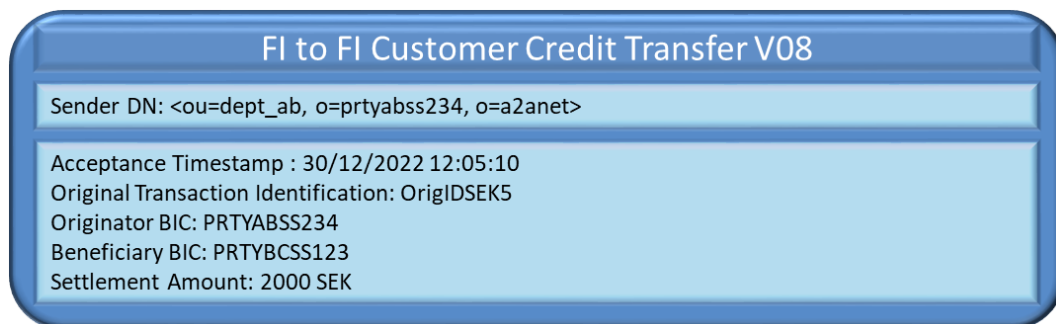 FI to FI Customer Credit Transfer V08
Sender DN: <ou=dept_ab, o=prtyabss234, o=a2anet>
Acceptance Timestamp : 30/12/2022 12:05:10
Original Transaction Identification: OrigIDSEK5
Originator BIC: PRTYABSS234
Beneficiary BIC: PRTYBCSS123
Settlement Amount: 2000 SEK